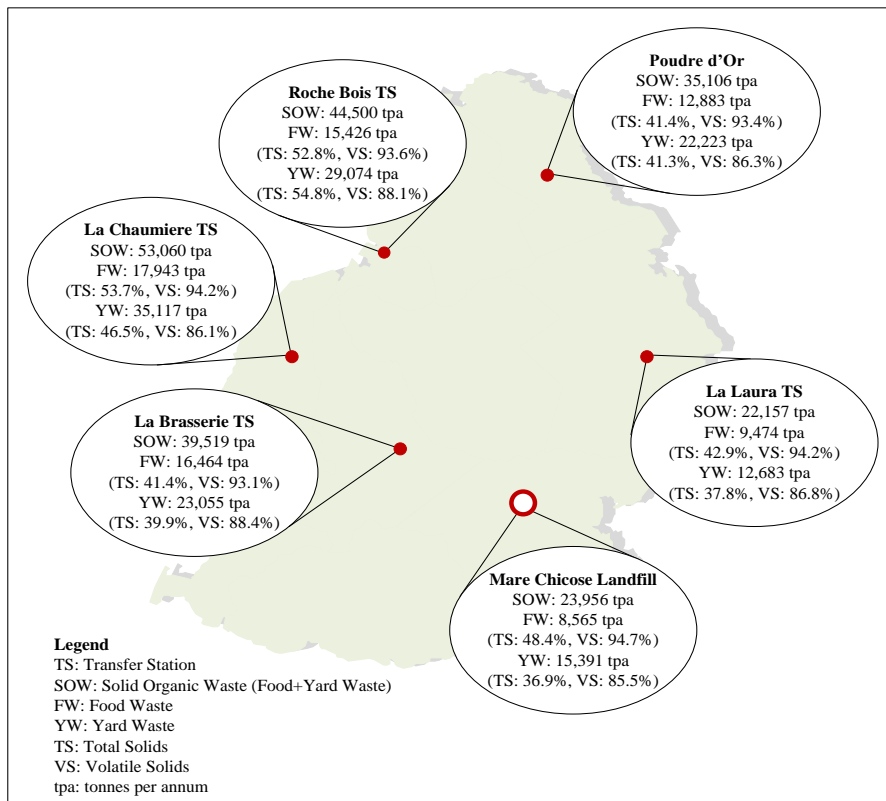 Poudre d’Or
SOW: 35,106 tpa
FW: 12,883 tpa
(TS: 41.4%, VS: 93.4%)
YW: 22,223 tpa
(TS: 41.3%, VS: 86.3%)
Roche Bois TS
SOW: 44,500 tpa
FW: 15,426 tpa
(TS: 52.8%, VS: 93.6%)
YW: 29,074 tpa
(TS: 54.8%, VS: 88.1%)
La Chaumiere TS
SOW: 53,060 tpa
FW: 17,943 tpa
(TS: 53.7%, VS: 94.2%)
YW: 35,117 tpa
(TS: 46.5%, VS: 86.1%)
La Brasserie TS
SOW: 39,519 tpa
FW: 16,464 tpa
(TS: 41.4%, VS: 93.1%)
YW: 23,055 tpa
(TS: 39.9%, VS: 88.4%)
La Laura TS
SOW: 22,157 tpa
FW: 9,474 tpa
(TS: 42.9%, VS: 94.2%)
YW: 12,683 tpa
(TS: 37.8%, VS: 86.8%)
Mare Chicose Landfill
SOW: 23,956 tpa
FW: 8,565 tpa
(TS: 48.4%, VS: 94.7%)
YW: 15,391 tpa
(TS: 36.9%, VS: 85.5%)
Legend
TS: Transfer Station
SOW: Solid Organic Waste (Food+Yard Waste)
FW: Food Waste
YW: Yard Waste
TS: Total Solids
VS: Volatile Solids
tpa: tonnes per annum